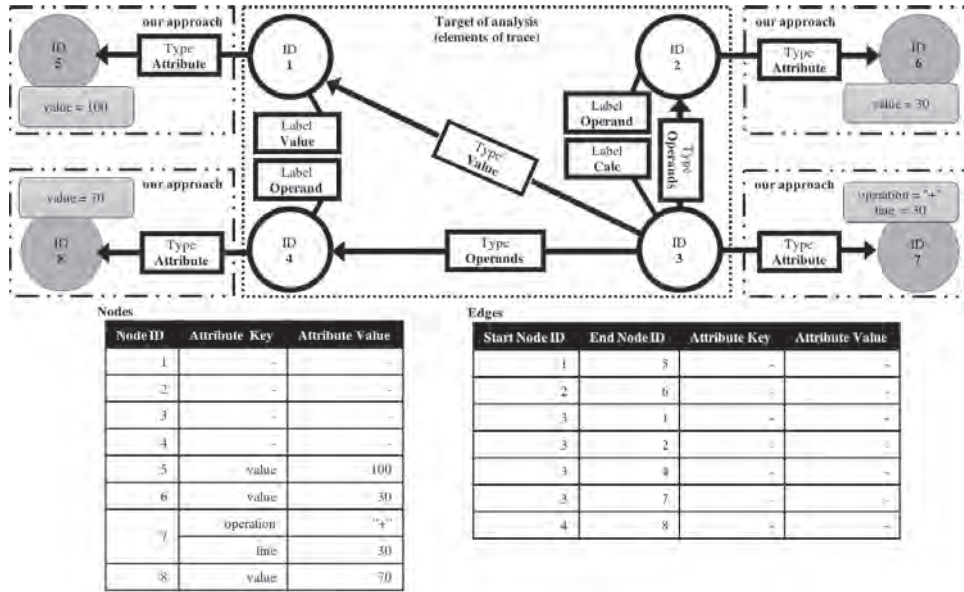 our approach
ID
5
Type
Attribute
value = 100
ID
1
Target of analysis
(elements of trace)
ID
2
Type
Attribute
our approach
ID
6
value = 30
Label
Value
Label
Operand
Type
Value
Label
Operand
Label
Calc
Type
Operands
our approach
value = 70
ID
8
Type
Attribute
ID
4
Type
Operands
ID
3
Type
Attribute
our approach
operation = "+"
line = 30
ID
7
Nodes
Node ID Attribute Key Attribute Value
1 - -
2 - -
3 - -
4 - -
5 value 100
6 value 30
7 operation "+"
line 30
8 value 70
Edges
Start Node ID End Node ID Attribute Key Attribute Value
1 5 - -
2 6 - -
3 1 - -
3 2 - -
3 4 - -
3 7 - -
4 8 - -